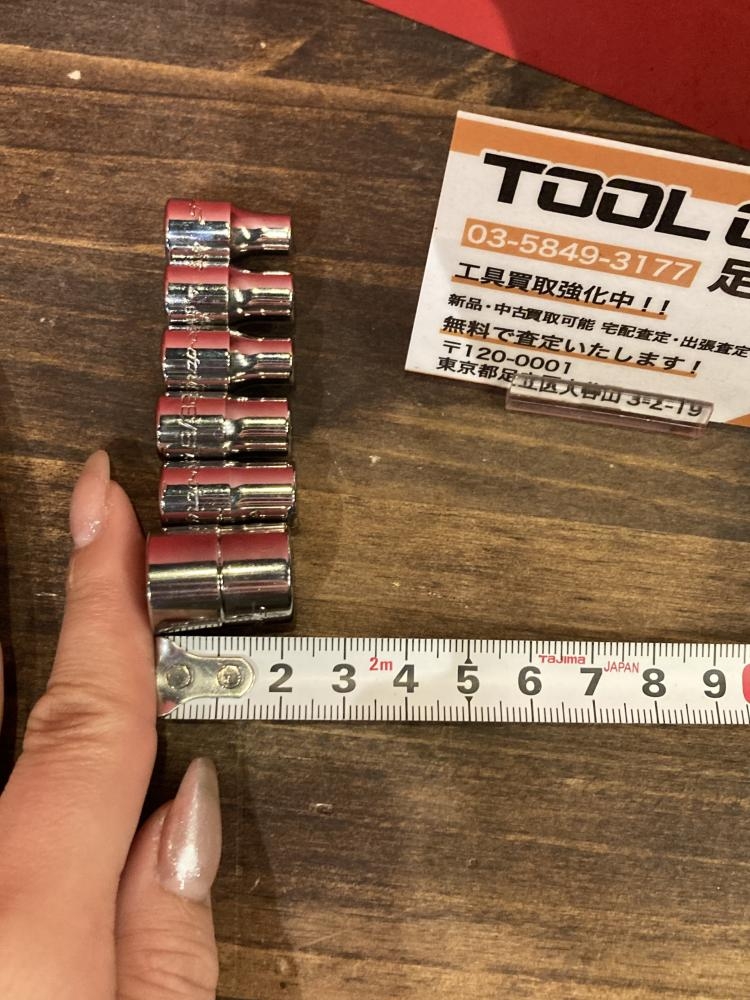 TOOL
03-5849-3177 足
工具買取強化中！！
新品・中古買取可能 宅配査定・出張査定
無料で査定いたします！
〒120-0001
東京都足立区大谷田 3-2-19
2 3 2m 4 5 6 Tajima 7 JAPAN 8 9